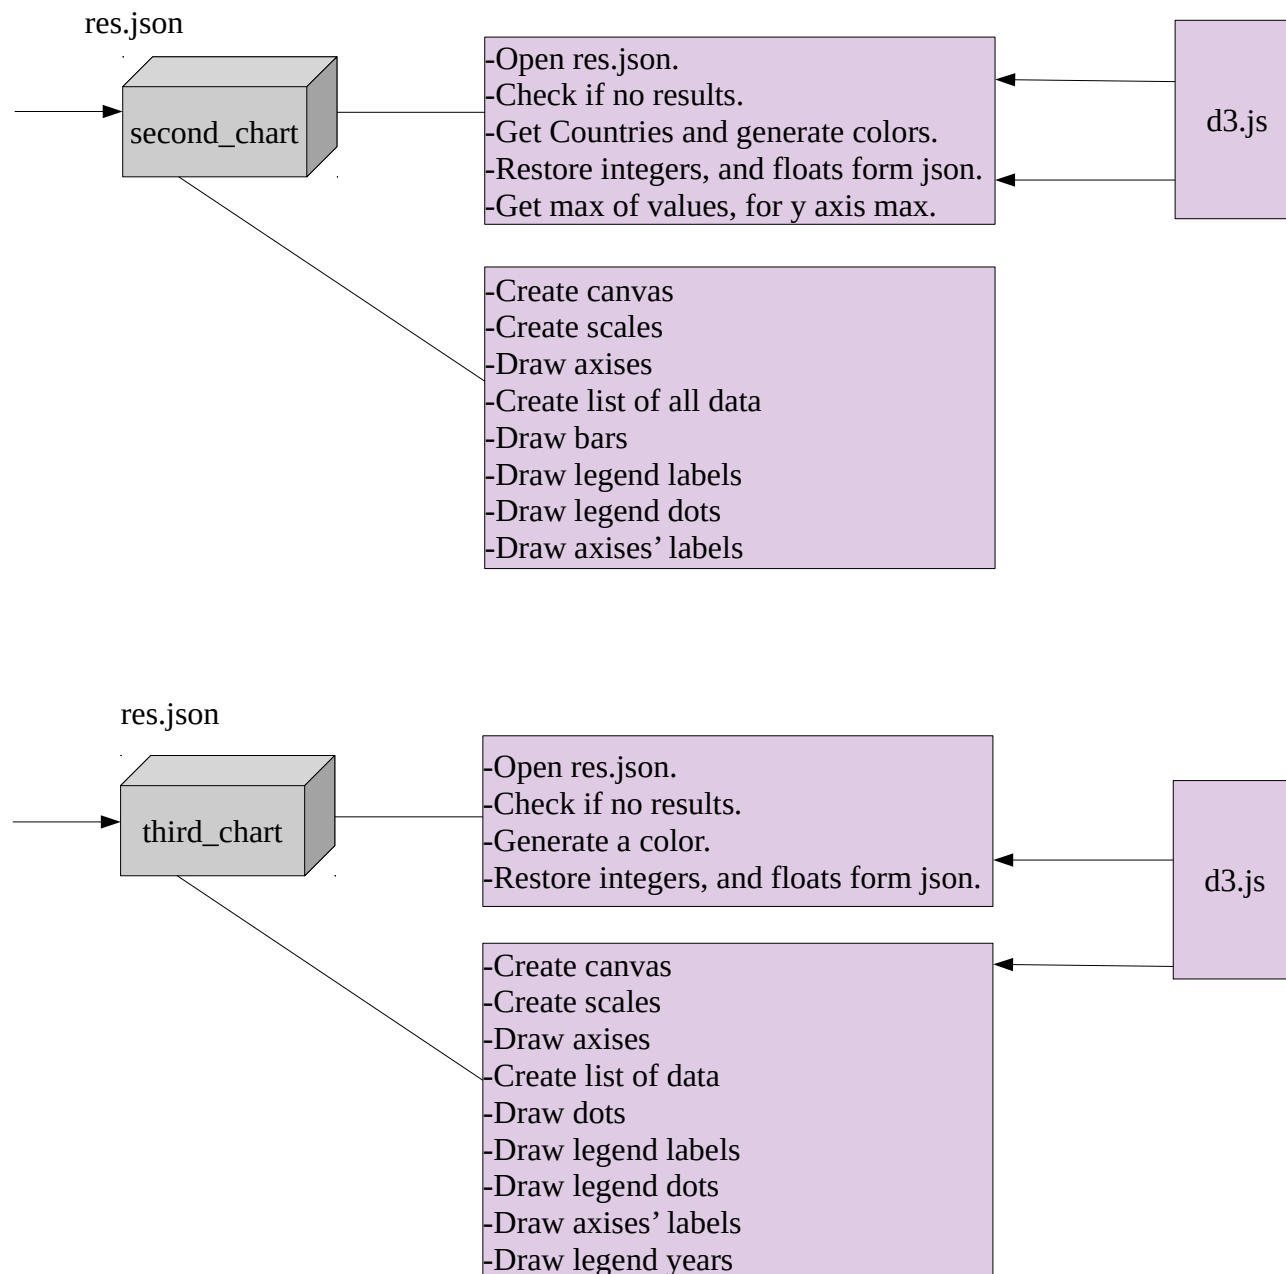 res.json
second_chart
-Open res.json.
-Check if no results.
-Get Countries and generate colors.
-Restore integers, and floats form json.
-Get max of values, for y axis max.
d3.js
-Create canvas
-Create scales
-Draw axises
-Create list of all data
-Draw bars
-Draw legend labels
-Draw legend dots
-Draw axises’ labels
res.json
third_chart
-Open res.json.
-Check if no results.
-Generate a color.
-Restore integers, and floats form json.
d3.js
-Create canvas
-Create scales
-Draw axises
-Create list of data
-Draw dots
-Draw legend labels
-Draw legend dots
-Draw axises’ labels
-Draw legend years